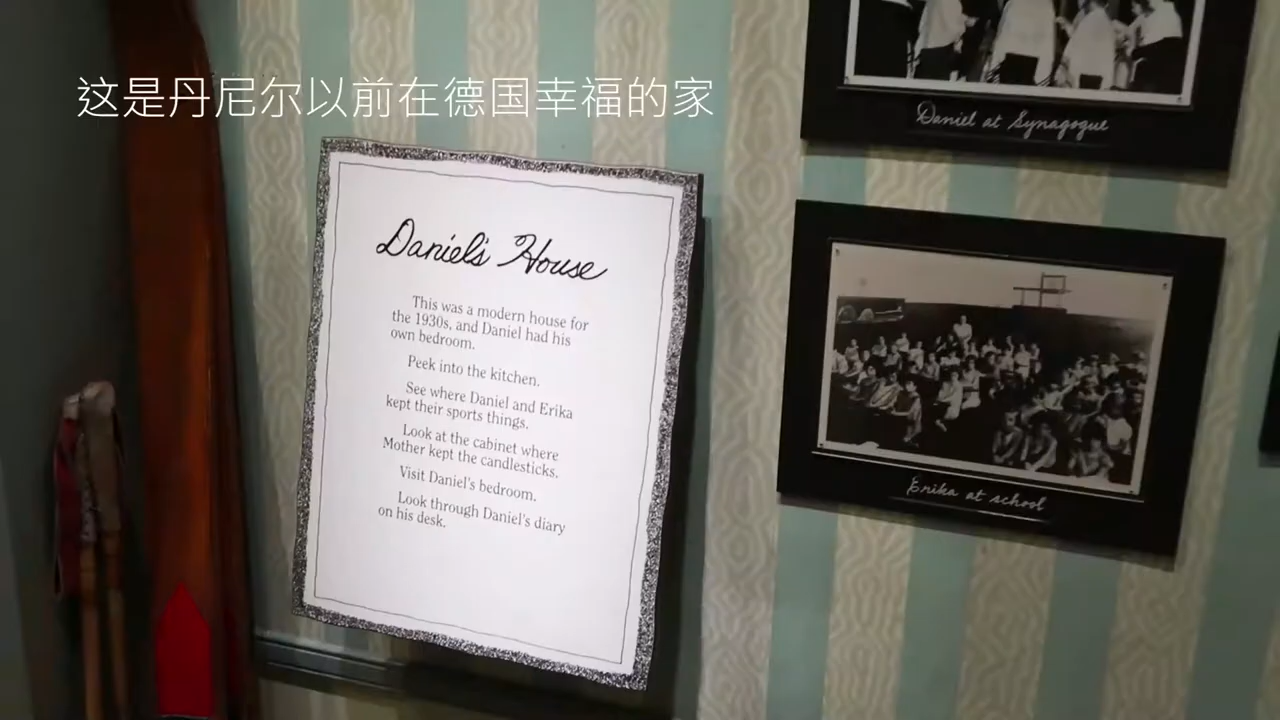 这是丹尼尔以前在德国幸福的家
Daniel at Synagogue
Daniel's House
This was a modern house for
the 1930s, and Daniel had his
own bedroom.
Peek into the kitchen.
See where Daniel and Erika
kept their sports things.
Look at the cabinet where
Mother kept the candlesticks.
Visit Daniel's bedroom.
Look through Daniel's diary
on his desk.
Erika at school